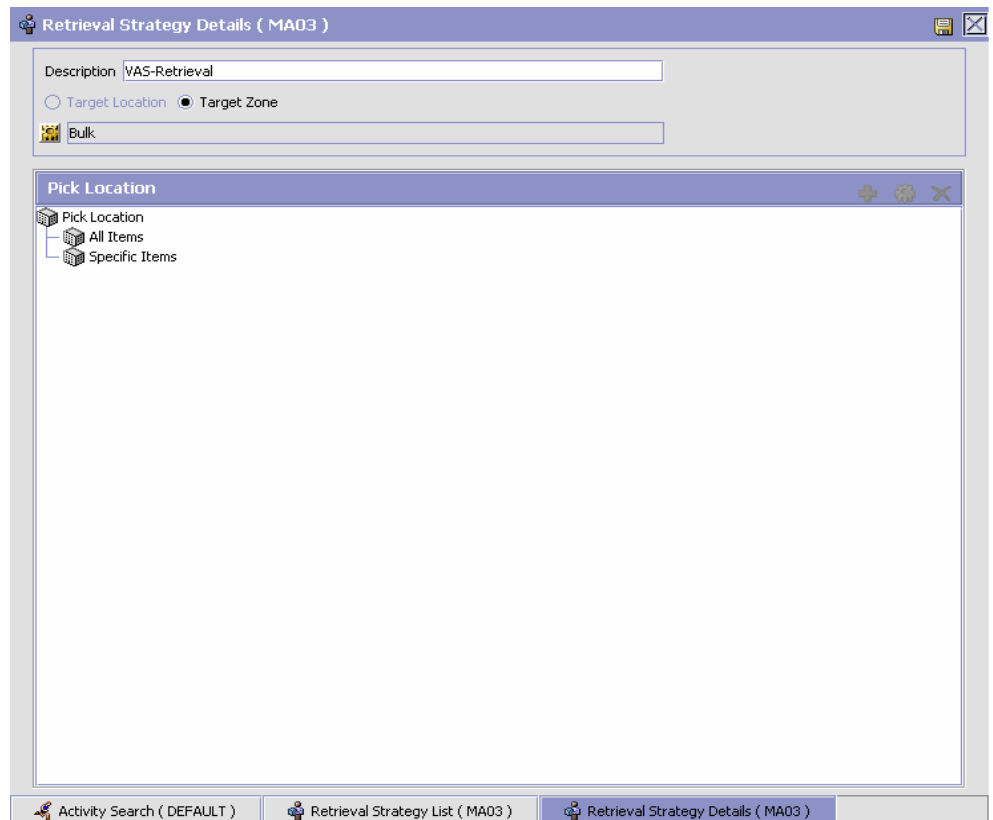 Retrieval Strategy Details ( MA03 )
Description VAS-Retrieval
Target Location Target Zone
Bulk
Pick Location
Pick Location
All Items
Specific Items
Activity Search ( DEFAULT ) Retrieval Strategy List ( MA03 ) Retrieval Strategy Details ( MA03 )